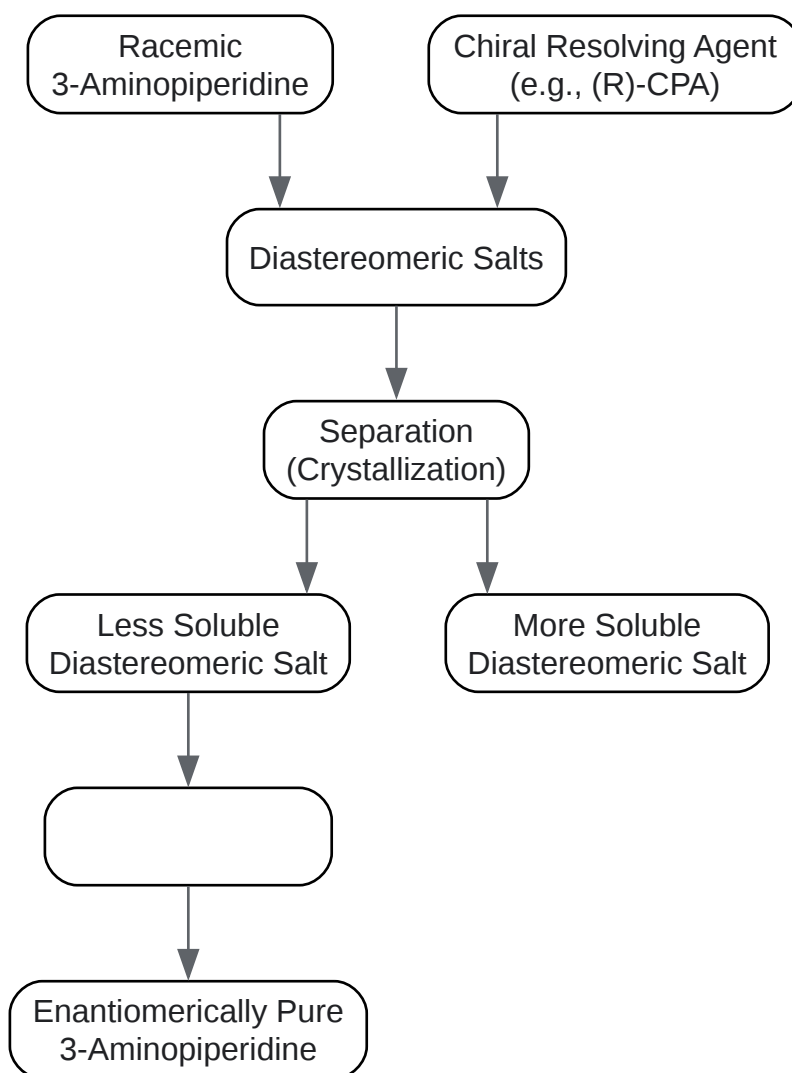 Racemic
3-Aminopiperidine
Chiral Resolving Agent
(e.g., (R)-CPA)
Diastereomeric Salts
Separation
(Crystallization)
Less Soluble
Diastereomeric Salt
More Soluble
Diastereomeric Salt
Enantiomerically Pure
3-Aminopiperidine